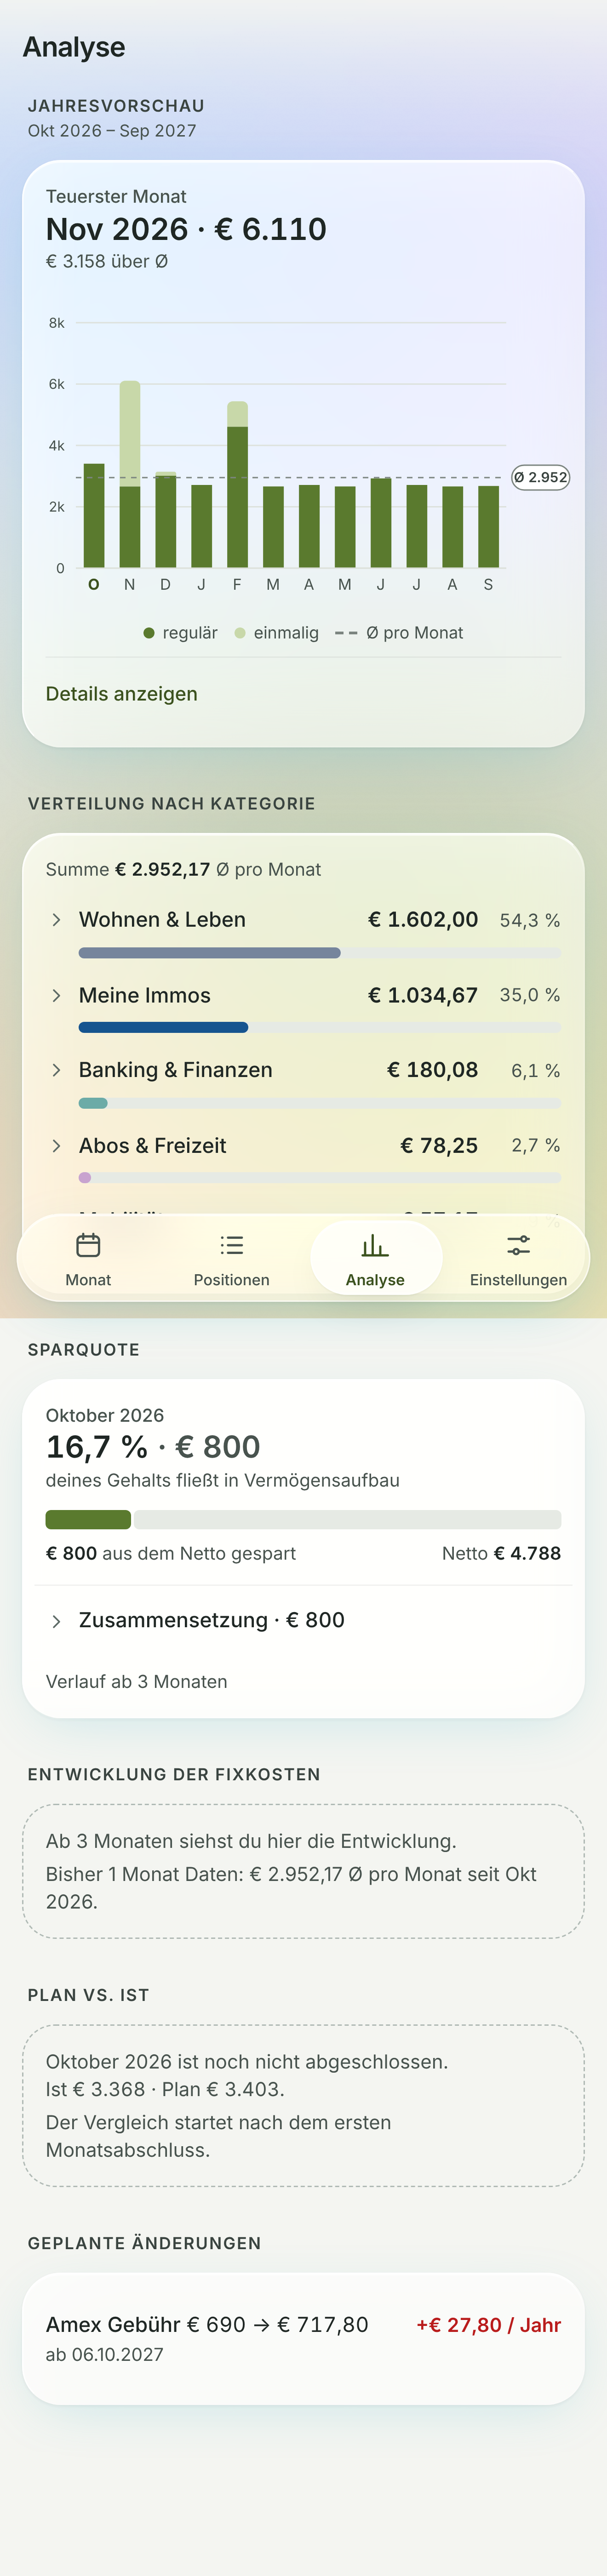 Analyse
JAHRESVORSCHAU
Okt 2026 – Sep 2027
Teuerster Monat
Nov 2026 · € 6.110
€ 3.158 über Ø
8k
6k
4k
Ø 2.952
2k
0
O N D J F M A M J J A S
regulär einmalig Ø pro Monat
Details anzeigen
VERTEILUNG NACH KATEGORIE
Summe € 2.952,17 Ø pro Monat
Wohnen & Leben € 1.602,00 54,3 %
Meine Immos € 1.034,67 35,0 %
Banking & Finanzen € 180,08 6,1 %
Abos & Freizeit € 78,25 2,7 %
Monat Positionen Analyse Einstellungen
SPARQUOTE
Oktober 2026
16,7 % · € 800
deines Gehalts fließt in Vermögensaufbau
€ 800 aus dem Netto gespart Netto € 4.788
Zusammensetzung · € 800
Verlauf ab 3 Monaten
ENTWICKLUNG DER FIXKOSTEN
Ab 3 Monaten siehst du hier die Entwicklung.
Bisher 1 Monat Daten: € 2.952,17 Ø pro Monat seit Okt
2026.
PLAN VS. IST
Oktober 2026 ist noch nicht abgeschlossen.
Ist € 3.368 · Plan € 3.403.
Der Vergleich startet nach dem ersten
Monatsabschluss.
GEPLANTE ÄNDERUNGEN
Amex Gebühr € 690 → € 717,80 +€ 27,80 / Jahr
ab 06.10.2027